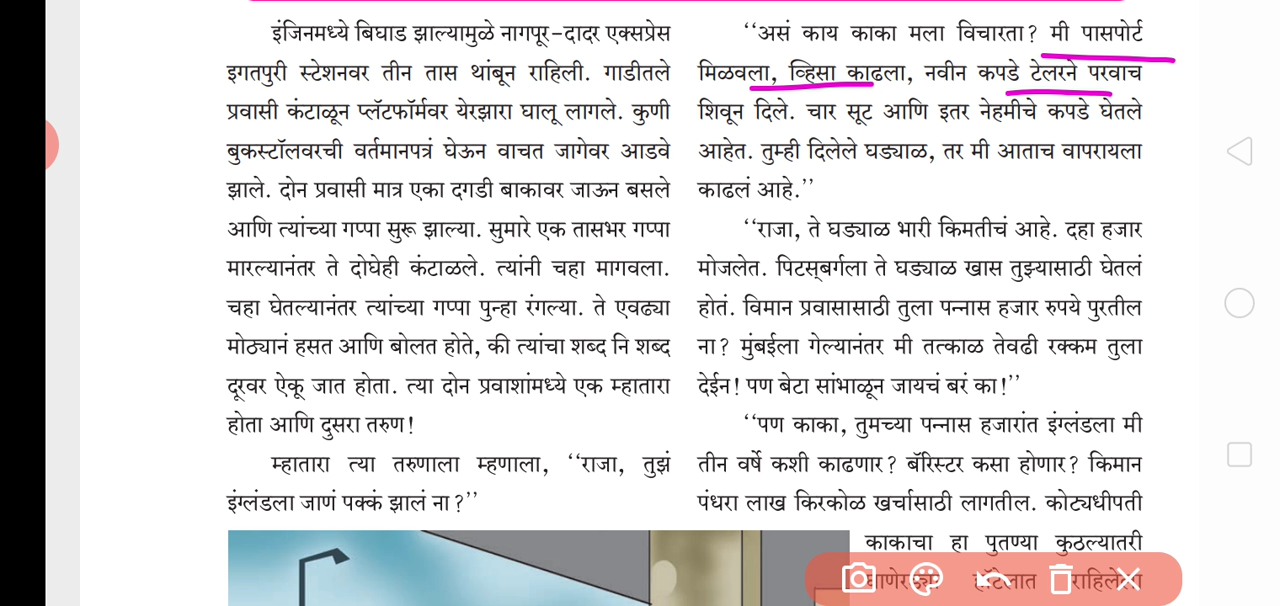 इंजिनमध्ये बिघाड झाल्यामुळे नागपूर-दादर एक्सप्रेस
इगतपुरी स्टेशनवर तीन तास थांबून राहिली. गाडीतले
प्रवासी कंटाळून प्लॅटफॉर्मवर येरझारा घालू लागले. कुणी
बुकस्टॉलवरची वर्तमानपत्रं घेऊन वाचत जागेवर आडवे
झाले. दोन प्रवासी मात्र एका दगडी बाकावर जाऊन बसले
आणि त्यांच्या गप्पा सुरू झाल्या. सुमारे एक तासभर गप्पा
मारल्यानंतर ते दोघेही कंटाळले. त्यांनी चहा मागवला.
चहा घेतल्यानंतर त्यांच्या गप्पा पुन्हा रंगल्या. ते एवढ्या
मोठ्यानं हसत आणि बोलत होते, की त्यांचा शब्द नि शब्द
दूरवर ऐकू जात होता. त्या दोन प्रवाशांमध्ये एक म्हातारा
होता आणि दुसरा तरुण!
म्हातारा त्या तरुणाला म्हणाला, ‘‘राजा, तुझं
इंग्लंडला जाणं पक्कं झालं ना?’’
‘‘असं काय काका मला विचारता? मी पासपोर्ट
मिळवला, व्हिसा काढला, नवीन कपडे टेलरने परवाच
शिवून दिले. चार सूट आणि इतर नेहमीचे कपडे घेतले
आहेत. तुम्ही दिलेले घड्याळ, तर मी आताच वापरायला
काढलं आहे.’’
‘‘राजा, ते घड्याळ भारी किमतीचं आहे. दहा हजार
मोजलेत. पिटस्‌बर्गला ते घड्याळ खास तुझ्यासाठी घेतलं
होतं. विमान प्रवासासाठी तुला पन्नास हजार रुपये पुरतील
ना? मुंबईला गेल्यानंतर मी तत्काळ तेवढी रक्कम तुला
देईन! पण बेटा सांभाळून जायचं बरं का!’’
‘‘पण काका, तुमच्या पन्नास हजारांत इंग्लंडला मी
तीन वर्षे कशी काढणार? बॅरिस्टर कसा होणार? किमान
पंधरा लाख किरकोळ खर्चासाठी लागतील. कोट्यधीपती
काकाचा हा पुतण्या कुठल्यातरी
हॉटेलात राहिलेला